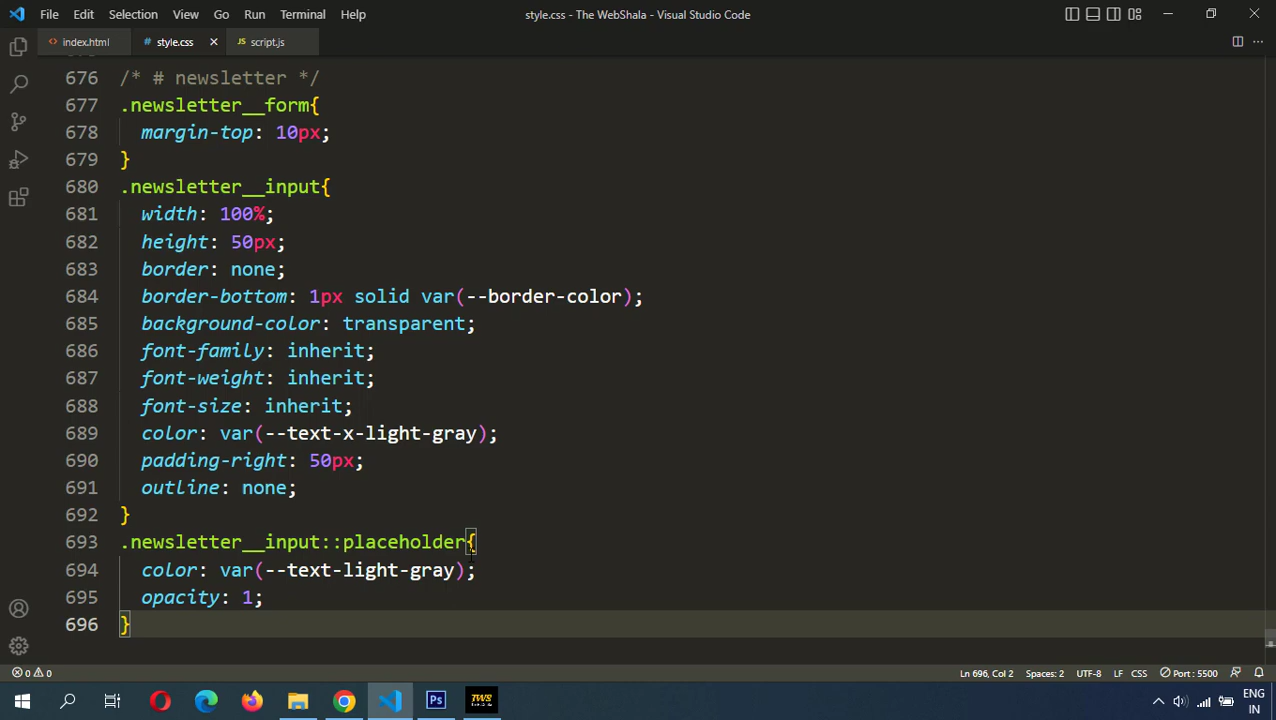 File Edit Selection View Go Run Terminal Help
style.css - The WebShala - Visual Studio Code
index.html # style.css JS script.js
676 /* # newsletter */
677 .newsletter__form{
678 margin-top: 10px;
679 }
680 .newsletter__input{
681 width: 100%;
682 height: 50px;
683 border: none;
684 border-bottom: 1px solid var(--border-color);
685 background-color: transparent;
686 font-family: inherit;
687 font-weight: inherit;
688 font-size: inherit;
689 color: var(--text-x-light-gray);
690 padding-right: 50px;
691 outline: none;
692 }
693 .newsletter__input::placeholder{
694 color: var(--text-light-gray);
695 opacity: 1;
696 }
0 0 Ln 696, Col 2 Spaces: 2 UTF-8 LF CSS Port : 5500
Ps TWS ENG
IN